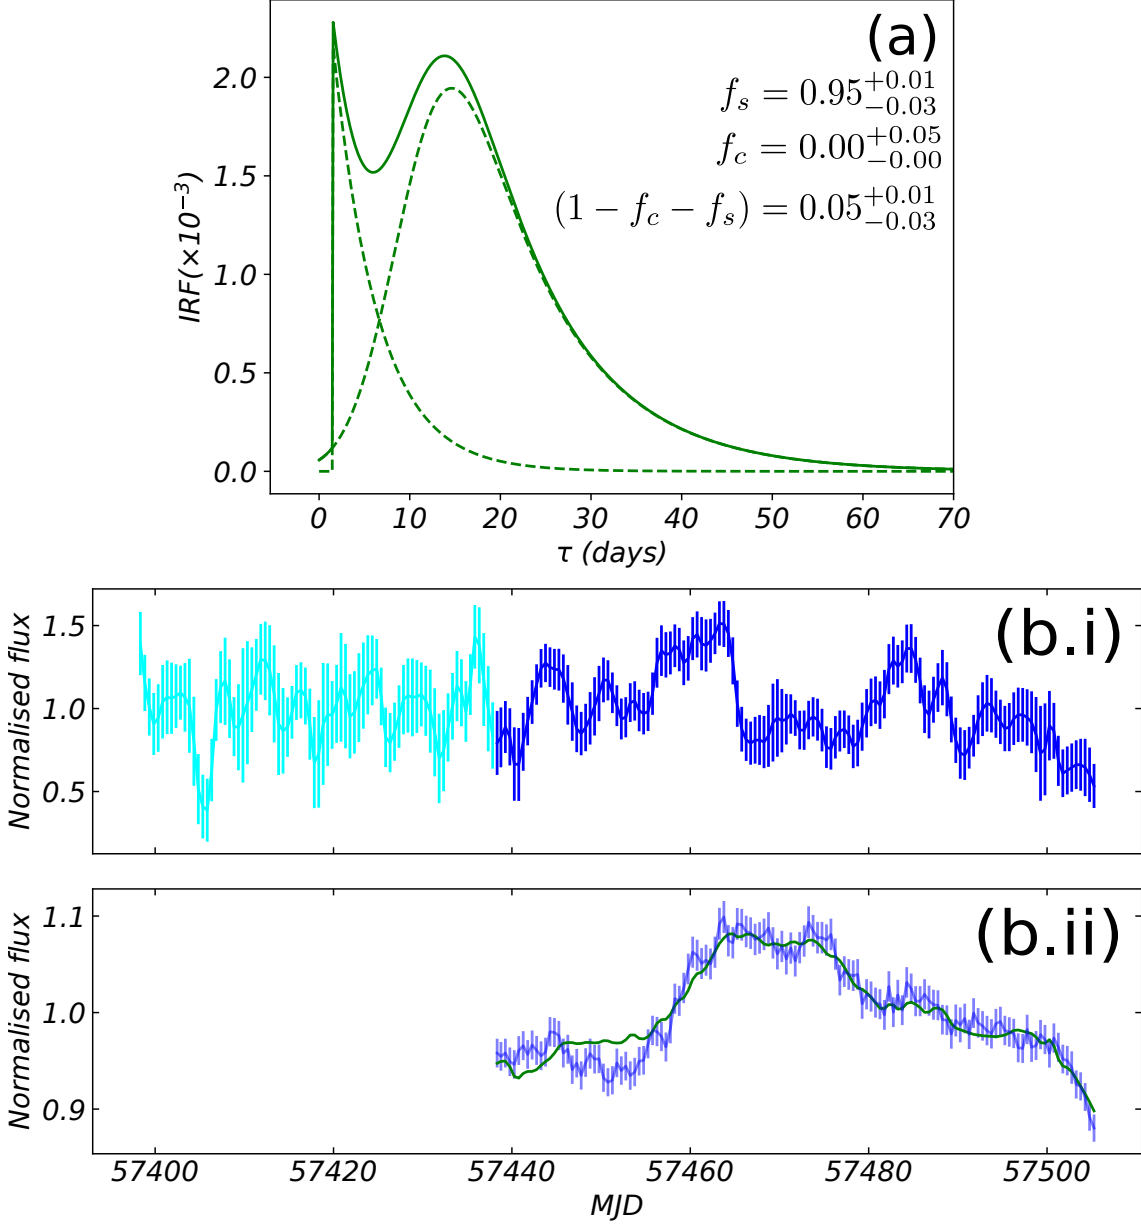 (a)
f_s = 0.95^{+0.01}_{-0.03}
f_c = 0.00^{+0.05}_{-0.00}
(1 − f_c − f_s) = 0.05^{+0.01}_{-0.03}
IRF(×10^{-3})
2.0
1.5
1.0
0.5
0.0
0 10 20 30 40 50 60 70
τ (days)
(b.i)
Normalised flux
1.5
1.0
0.5
(b.ii)
Normalised flux
1.1
1.0
0.9
57400 57420 57440 57460 57480 57500
MJD